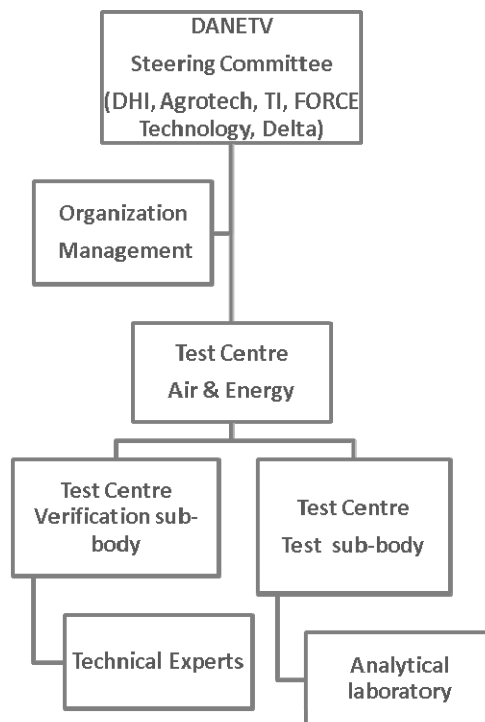 DANETV
Steering Committee
(DHI, Agrotech, TI, FORCE
Technology, Delta)
Organization
Management
Test Centre
Air & Energy
Test Centre
Verification sub-
body
Test Centre
Test sub-body
Technical Experts
Analytical
laboratory